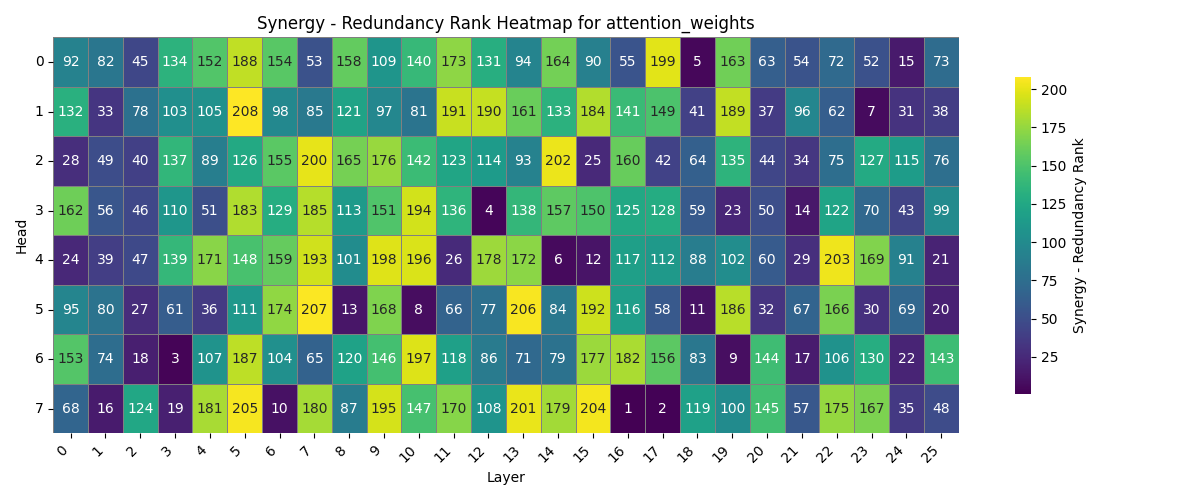 Synergy - Redundancy Rank Heatmap for attention_weights
0 92 82 45 134 152 188 154 53 158 109 140 173 131 94 164 90 55 199 5 163 63 54 72 52 15 73
1 132 33 78 103 105 208 98 85 121 97 81 191 190 161 133 184 141 149 41 189 37 96 62 7 31 38
2 28 49 40 137 89 126 155 200 165 176 142 123 114 93 202 25 160 42 64 135 44 34 75 127 115 76
3 162 56 46 110 51 183 129 185 113 151 194 136 4 138 157 150 125 128 59 23 50 14 122 70 43 99
4 24 39 47 139 171 148 159 193 101 198 196 26 178 172 6 12 117 112 88 102 60 29 203 169 91 21
5 95 80 27 61 36 111 174 207 13 168 8 66 77 206 84 192 116 58 11 186 32 67 166 30 69 20
6 153 74 18 3 107 187 104 65 120 146 197 118 86 71 79 177 182 156 83 9 144 17 106 130 22 143
7 68 16 124 19 181 205 10 180 87 195 147 170 108 201 179 204 1 2 119 100 145 57 175 167 35 48
0 1 2 3 4 5 6 7 8 9 10 11 12 13 14 15 16 17 18 19 20 21 22 23 24 25
Layer
Head
200
175
150
125
100
75
50
25
Synergy - Redundancy Rank